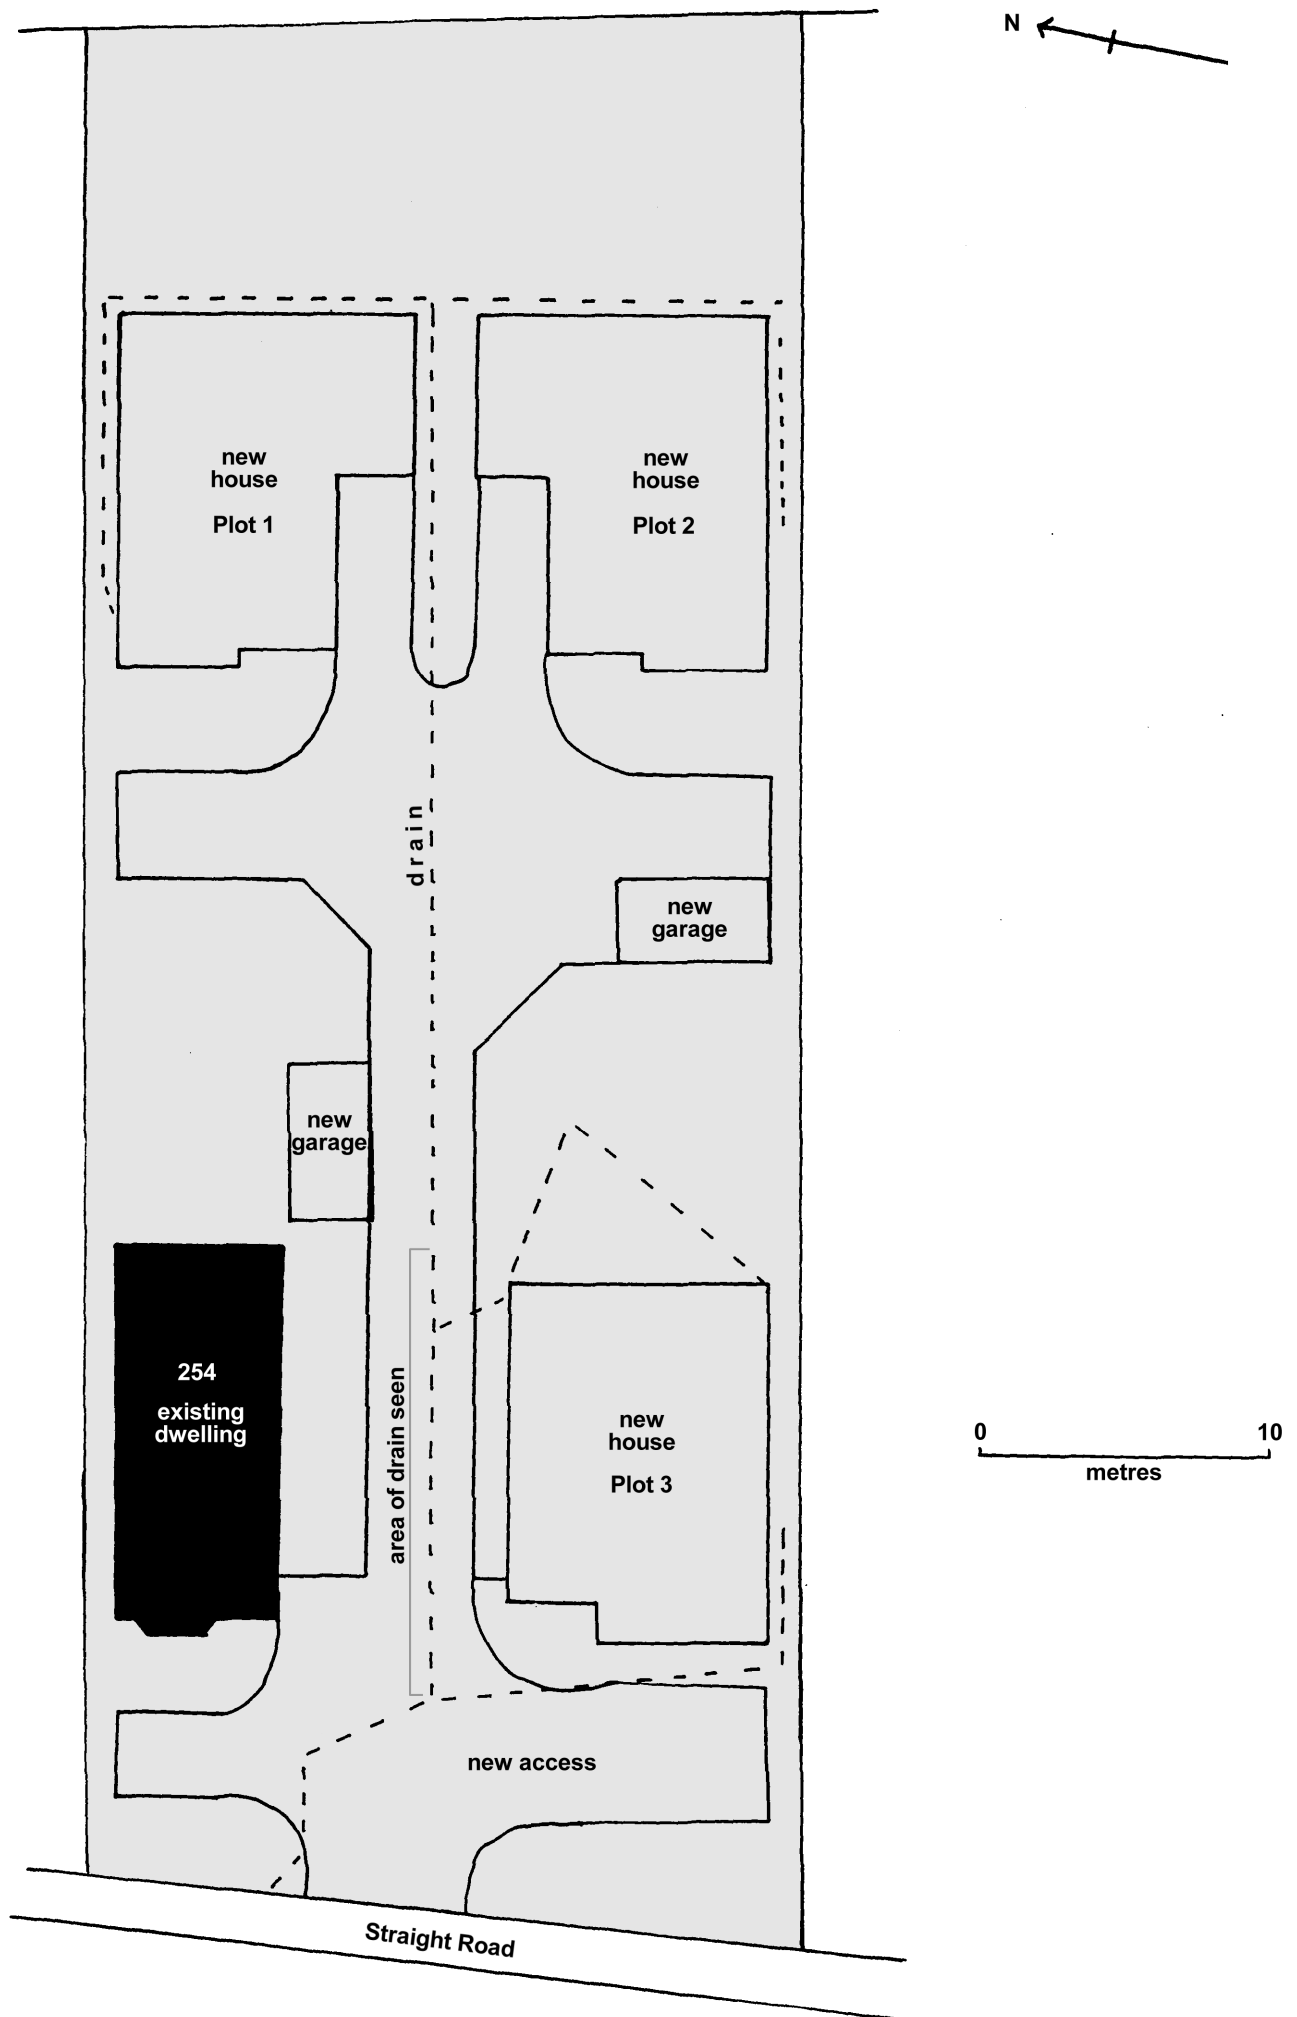 N
new
house
Plot 1
new
house
Plot 2
drain
new
garage
new
garage
254
existing
dwelling
area of drain seen
new
house
Plot 3
0 10
metres
new access
Straight Road